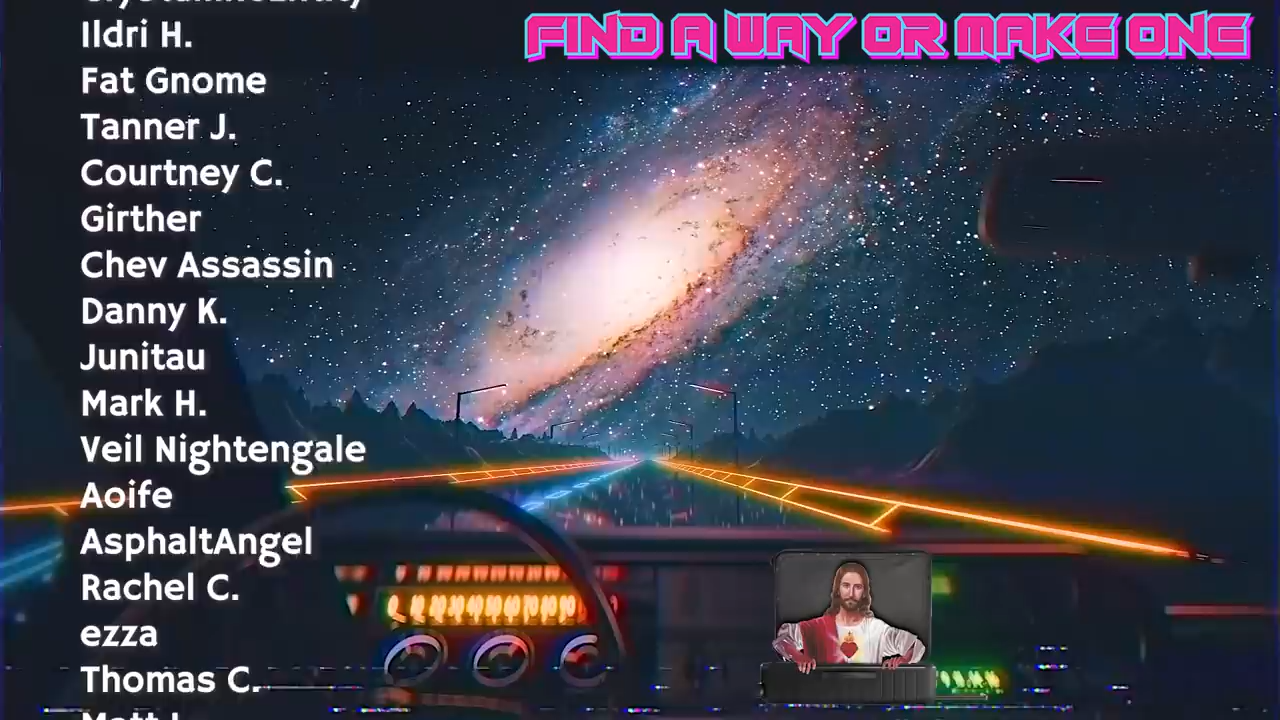 FIND A WAY OR MAKE ONE
Ildri H.
Fat Gnome
Tanner J.
Courtney C.
Girther
Chev Assassin
Danny K.
Junitau
Mark H.
Veil Nightengale
Aoife
AsphaltAngel
Rachel C.
ezza
Thomas C.